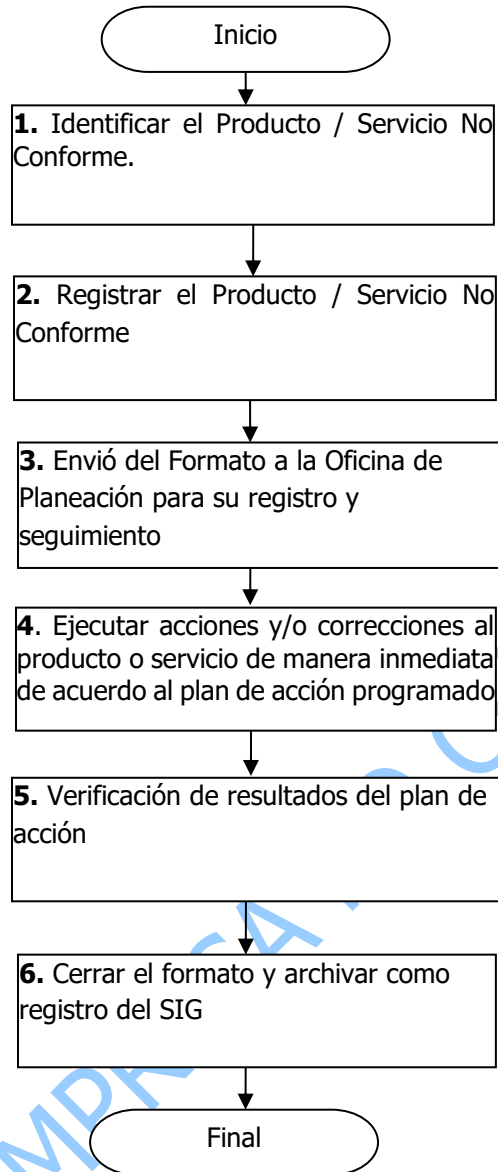 Inicio
1. Identificar el Producto / Servicio No
Conforme.
2. Registrar el Producto / Servicio No
Conforme
3. Envió del Formato a la Oficina de
Planeación para su registro y
seguimiento
4. Ejecutar acciones y/o correcciones al
producto o servicio de manera inmediata
de acuerdo al plan de acción programado
5. Verificación de resultados del plan de
acción
6. Cerrar el formato y archivar como
registro del SIG
Final